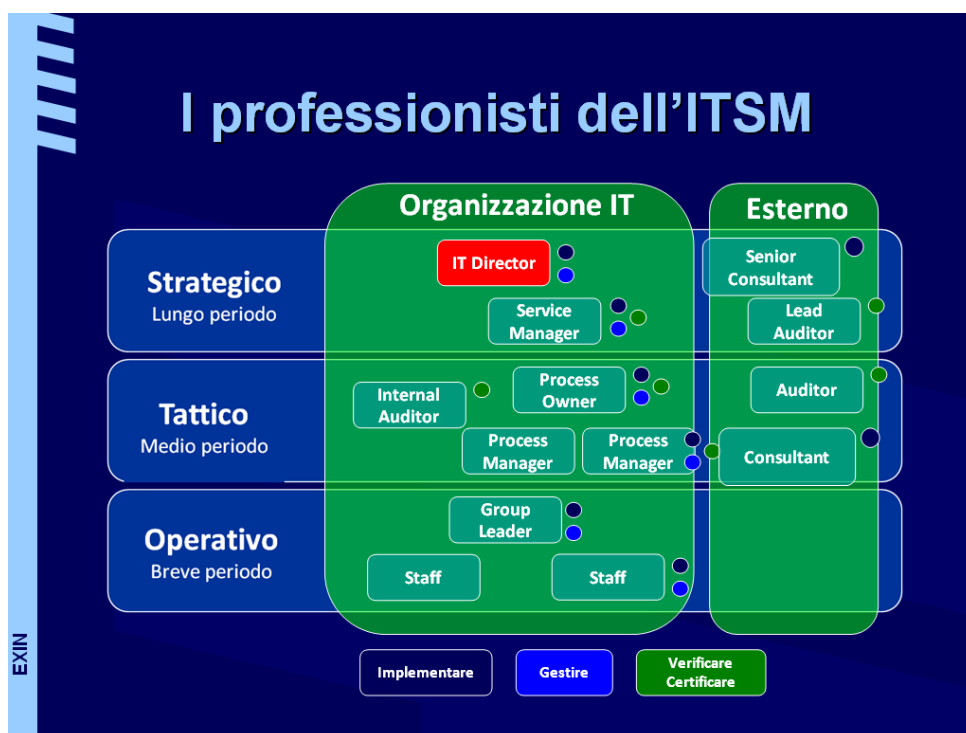 I professionisti dell'ITSM
Organizzazione IT
Esterno
Strategico
Lungo periodo
IT Director
Service
Manager
Senior
Consultant
Lead
Auditor
Tattico
Medio periodo
Internal
Auditor
Process
Owner
Process
Manager
Process
Manager
Auditor
Consultant
Operativo
Breve periodo
Group
Leader
Staff
Staff
Implementare
Gestire
Verificare
Certificare
EXIN